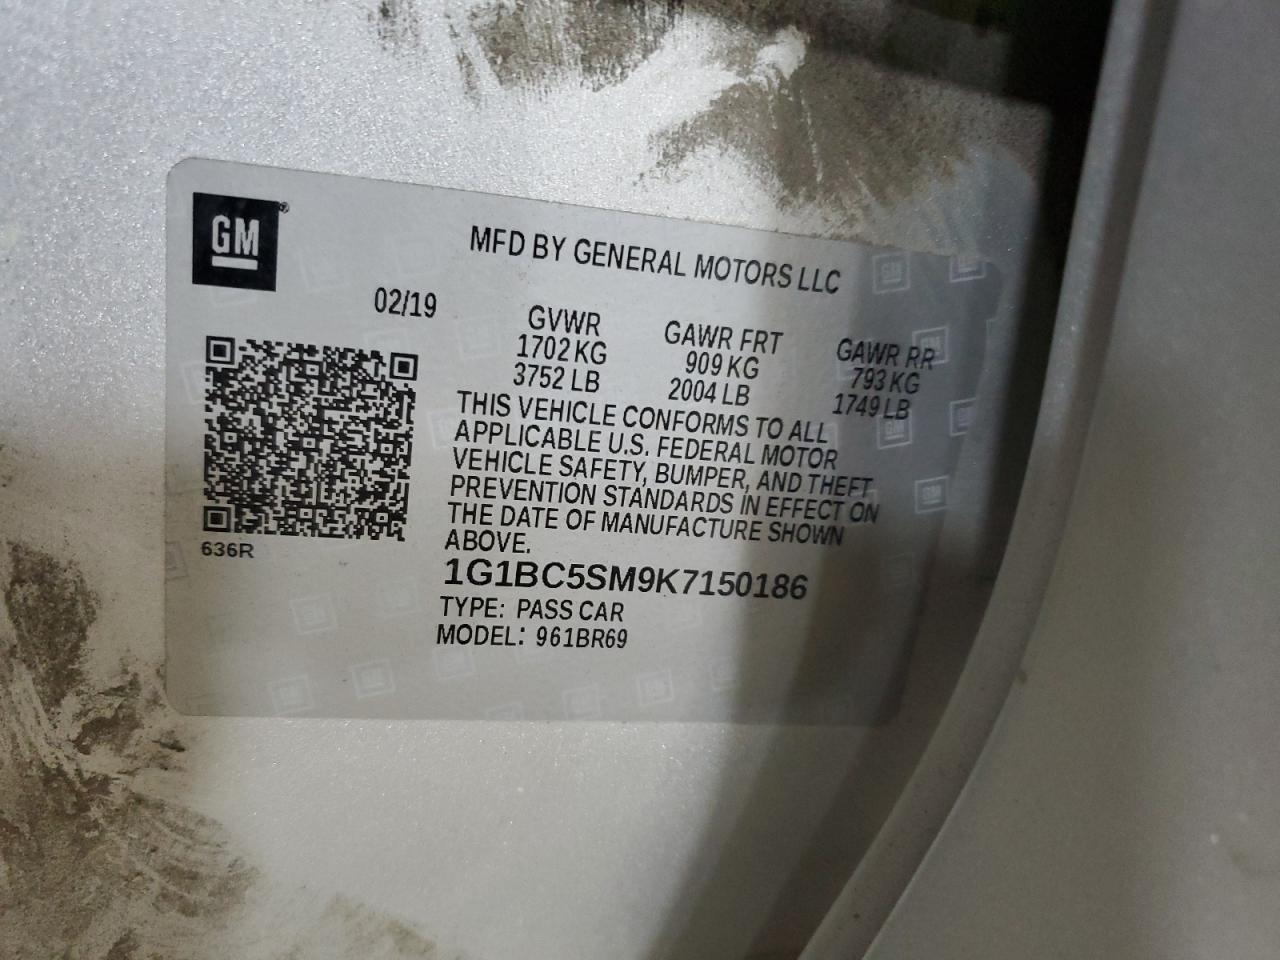 GM
MFD BY GENERAL MOTORS LLC
02/19
GVWR
1702 KG
3752 LB
GAWR FRT
909 KG
2004 LB
GAWR RR
793 KG
1749 LB
THIS VEHICLE CONFORMS TO ALL
APPLICABLE U.S. FEDERAL MOTOR
VEHICLE SAFETY, BUMPER, AND THEFT
PREVENTION STANDARDS IN EFFECT ON
THE DATE OF MANUFACTURE SHOWN
ABOVE.
636R
1G1BC5SM9K7150186
TYPE: PASS CAR
MODEL: 961BR69